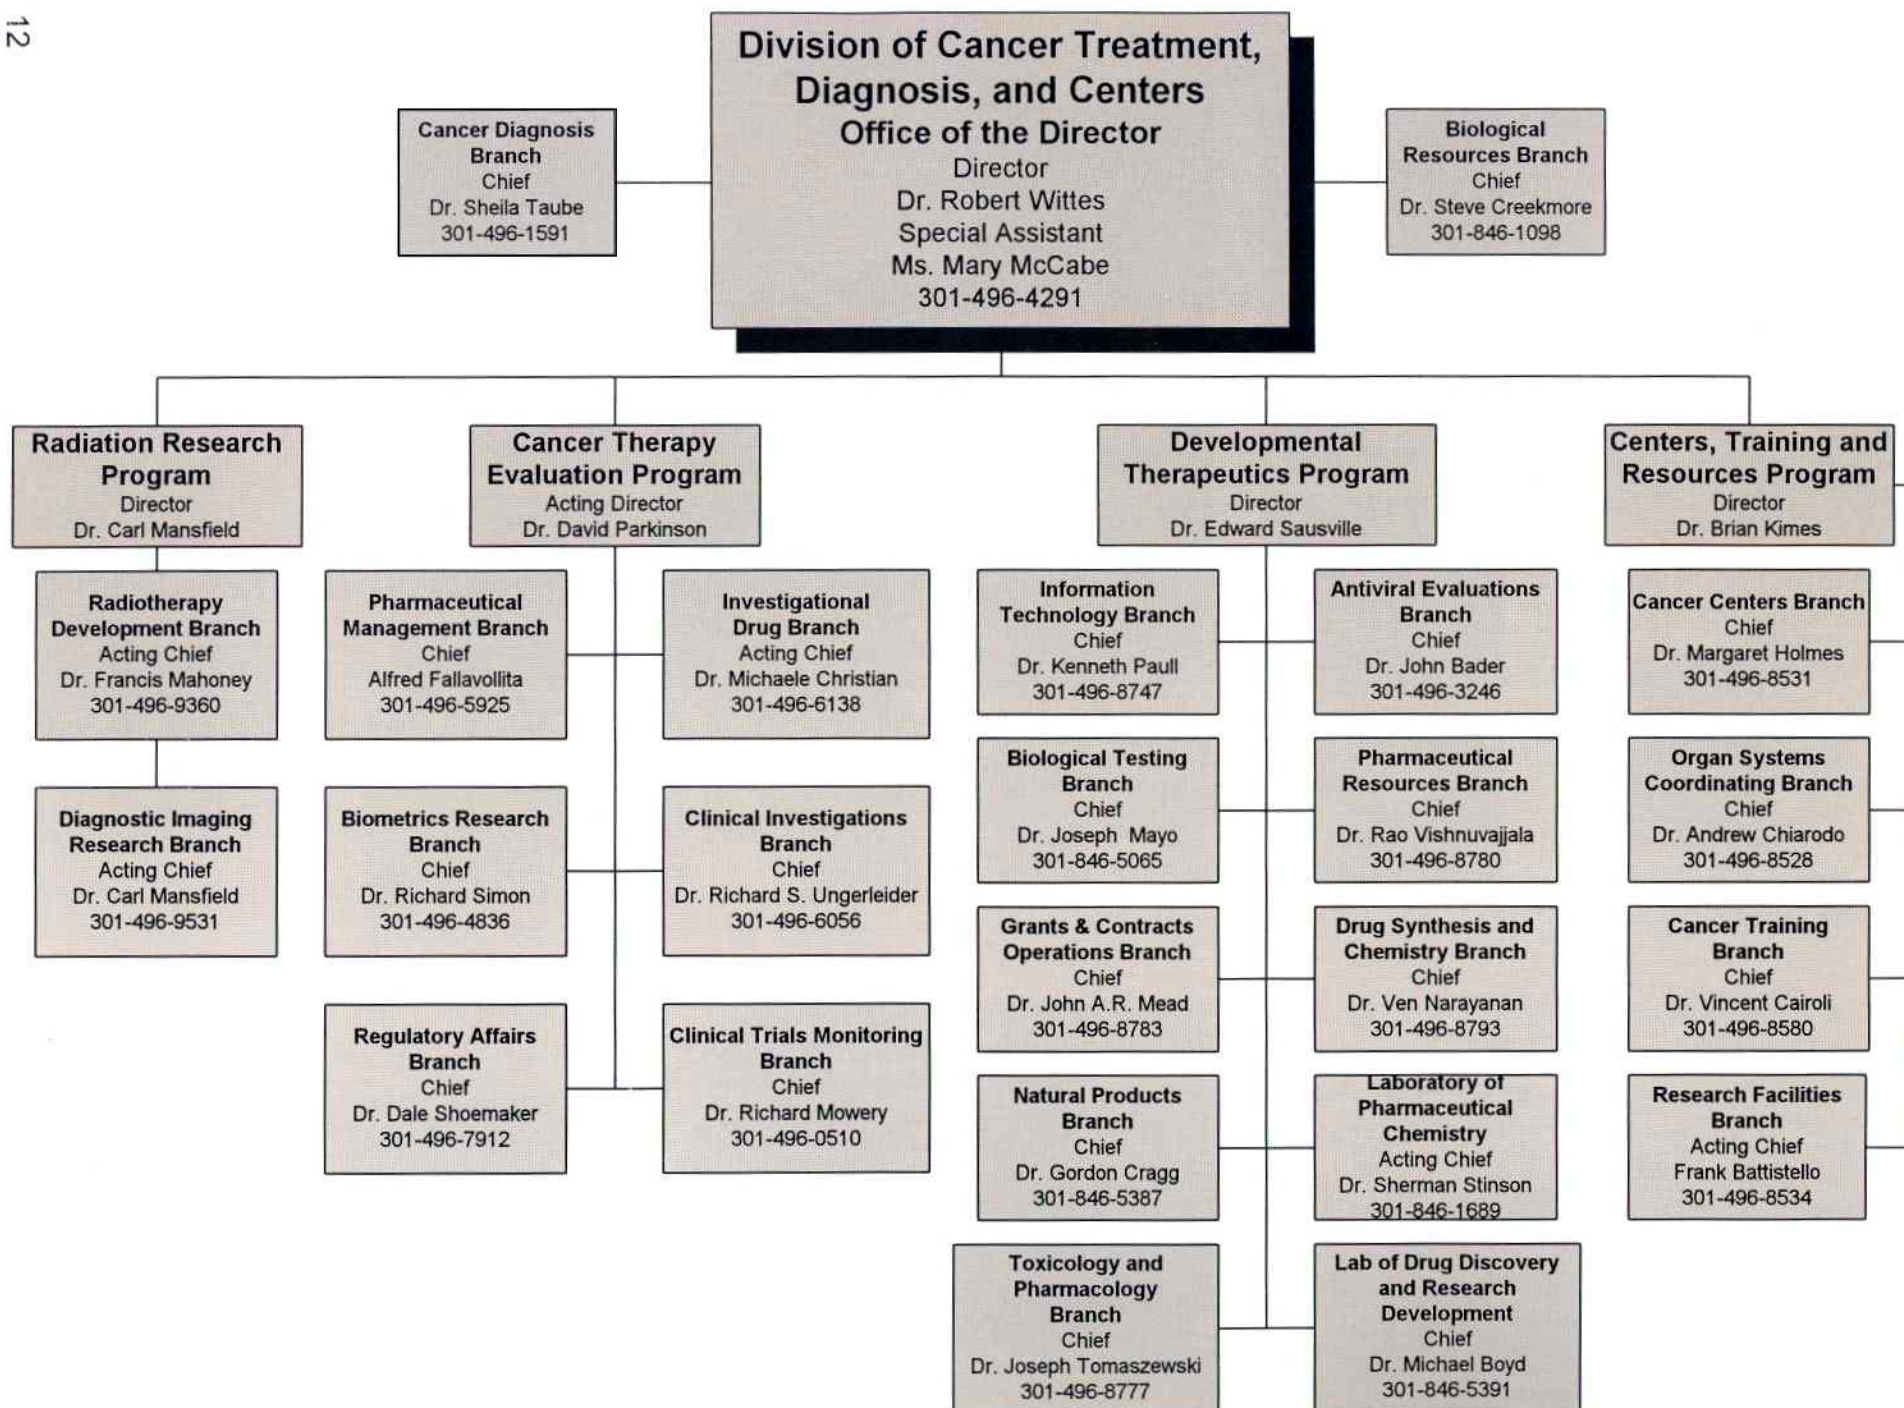 12
Division of Cancer Treatment,
Diagnosis, and Centers
Office of the Director
Director
Dr. Robert Wittes
Special Assistant
Ms. Mary McCabe
301-496-4291
Cancer Diagnosis
Branch
Chief
Dr. Sheila Taube
301-496-1591
Biological
Resources Branch
Chief
Dr. Steve Creekmore
301-846-1098
Radiation Research
Program
Director
Dr. Carl Mansfield
Radiotherapy
Development Branch
Acting Chief
Dr. Francis Mahoney
301-496-9360
Diagnostic Imaging
Research Branch
Acting Chief
Dr. Carl Mansfield
301-496-9531
Cancer Therapy
Evaluation Program
Acting Director
Dr. David Parkinson
Pharmaceutical
Management Branch
Chief
Alfred Fallavollita
301-496-5925
Investigational
Drug Branch
Acting Chief
Dr. Michaele Christian
301-496-6138
Biometrics Research
Branch
Chief
Dr. Richard Simon
301-496-4836
Clinical Investigations
Branch
Chief
Dr. Richard S. Ungerleider
301-496-6056
Regulatory Affairs
Branch
Chief
Dr. Dale Shoemaker
301-496-7912
Clinical Trials Monitoring
Branch
Chief
Dr. Richard Mowery
301-496-0510
Developmental
Therapeutics Program
Director
Dr. Edward Sausville
Information
Technology Branch
Chief
Dr. Kenneth Paull
301-496-8747
Antiviral Evaluations
Branch
Chief
Dr. John Bader
301-496-3246
Biological Testing
Branch
Chief
Dr. Joseph Mayo
301-846-5065
Pharmaceutical
Resources Branch
Chief
Dr. Rao Vishnuvajjala
301-496-8780
Grants & Contracts
Operations Branch
Chief
Dr. John A.R. Mead
301-496-8783
Drug Synthesis and
Chemistry Branch
Chief
Dr. Ven Narayanan
301-496-8793
Natural Products
Branch
Chief
Dr. Gordon Cragg
301-846-5387
Laboratory of
Pharmaceutical
Chemistry
Acting Chief
Dr. Sherman Stinson
301-846-1689
Toxicology and
Pharmacology
Branch
Chief
Dr. Joseph Tomaszewski
301-496-8777
Lab of Drug Discovery
and Research
Development
Chief
Dr. Michael Boyd
301-846-5391
Centers, Training and
Resources Program
Director
Dr. Brian Kimes
Cancer Centers Branch
Chief
Dr. Margaret Holmes
301-496-8531
Organ Systems
Coordinating Branch
Chief
Dr. Andrew Chiarodo
301-496-8528
Cancer Training
Branch
Chief
Dr. Vincent Cairoli
301-496-8580
Research Facilities
Branch
Acting Chief
Frank Battistello
301-496-8534